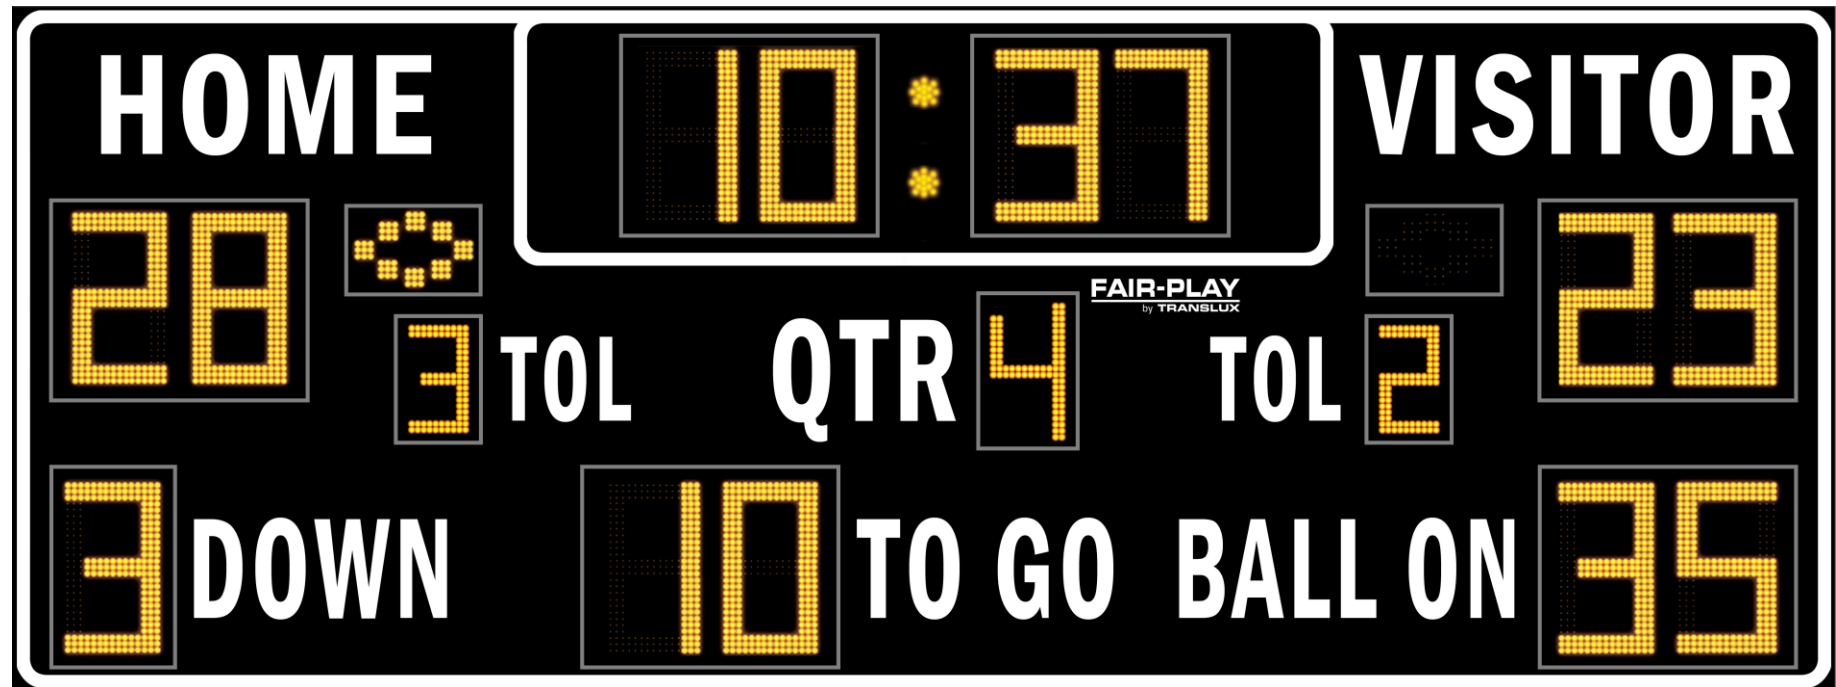 HOME 10:37 VISITOR
28 23
FAIR-PLAY
by TRANSLUX
3 TOL QTR 4 TOL 2
3 DOWN 10 TO GO BALL ON 35